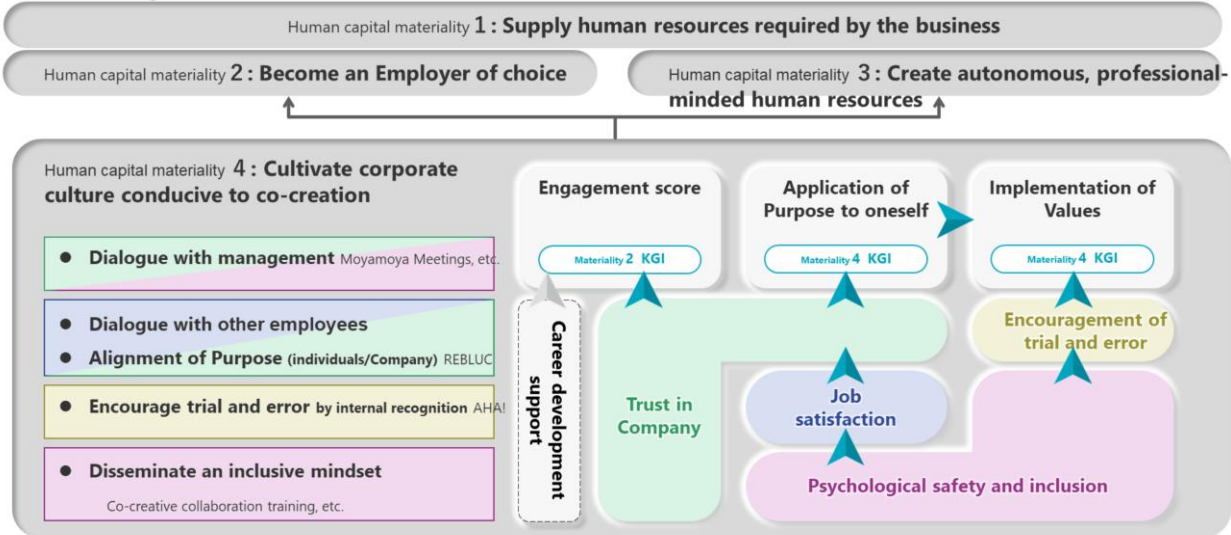 Human capital materiality 1 : Supply human resources required by the business
Human capital materiality 2 : Become an Employer of choice
Human capital materiality 3 : Create autonomous, professional-
minded human resources
Human capital materiality 4 : Cultivate corporate
culture conducive to co-creation
● Dialogue with management Moyamoya Meetings, etc.
● Dialogue with other employees
● Alignment of Purpose (individuals/Company) REBLUC
● Encourage trial and error by internal recognition AHA!
● Disseminate an inclusive mindset
Co-creative collaboration training, etc.
Engagement score
Materiality 2 KGI
Application of
Purpose to oneself
Materiality 4 KGI
Implementation of
Values
Materiality 4 KGI
Career development
support
Trust in
Company
Job
satisfaction
Encouragement of
trial and error
Psychological safety and inclusion